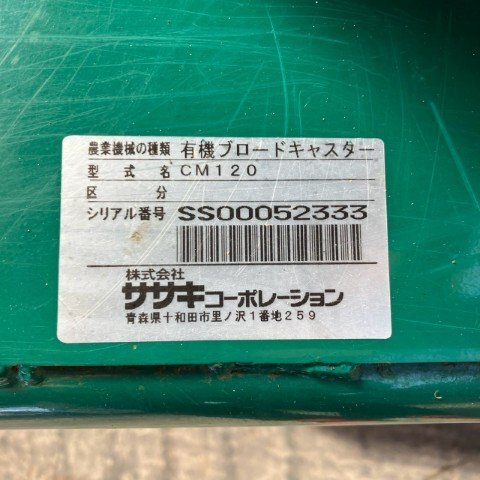 農業機械の種類 有機ブロードキャスター
型式名 CM120
区分
シリアル番号 SS00052333
株式会社
ササキコーポレーション
青森県十和田市里ノ沢1番地259